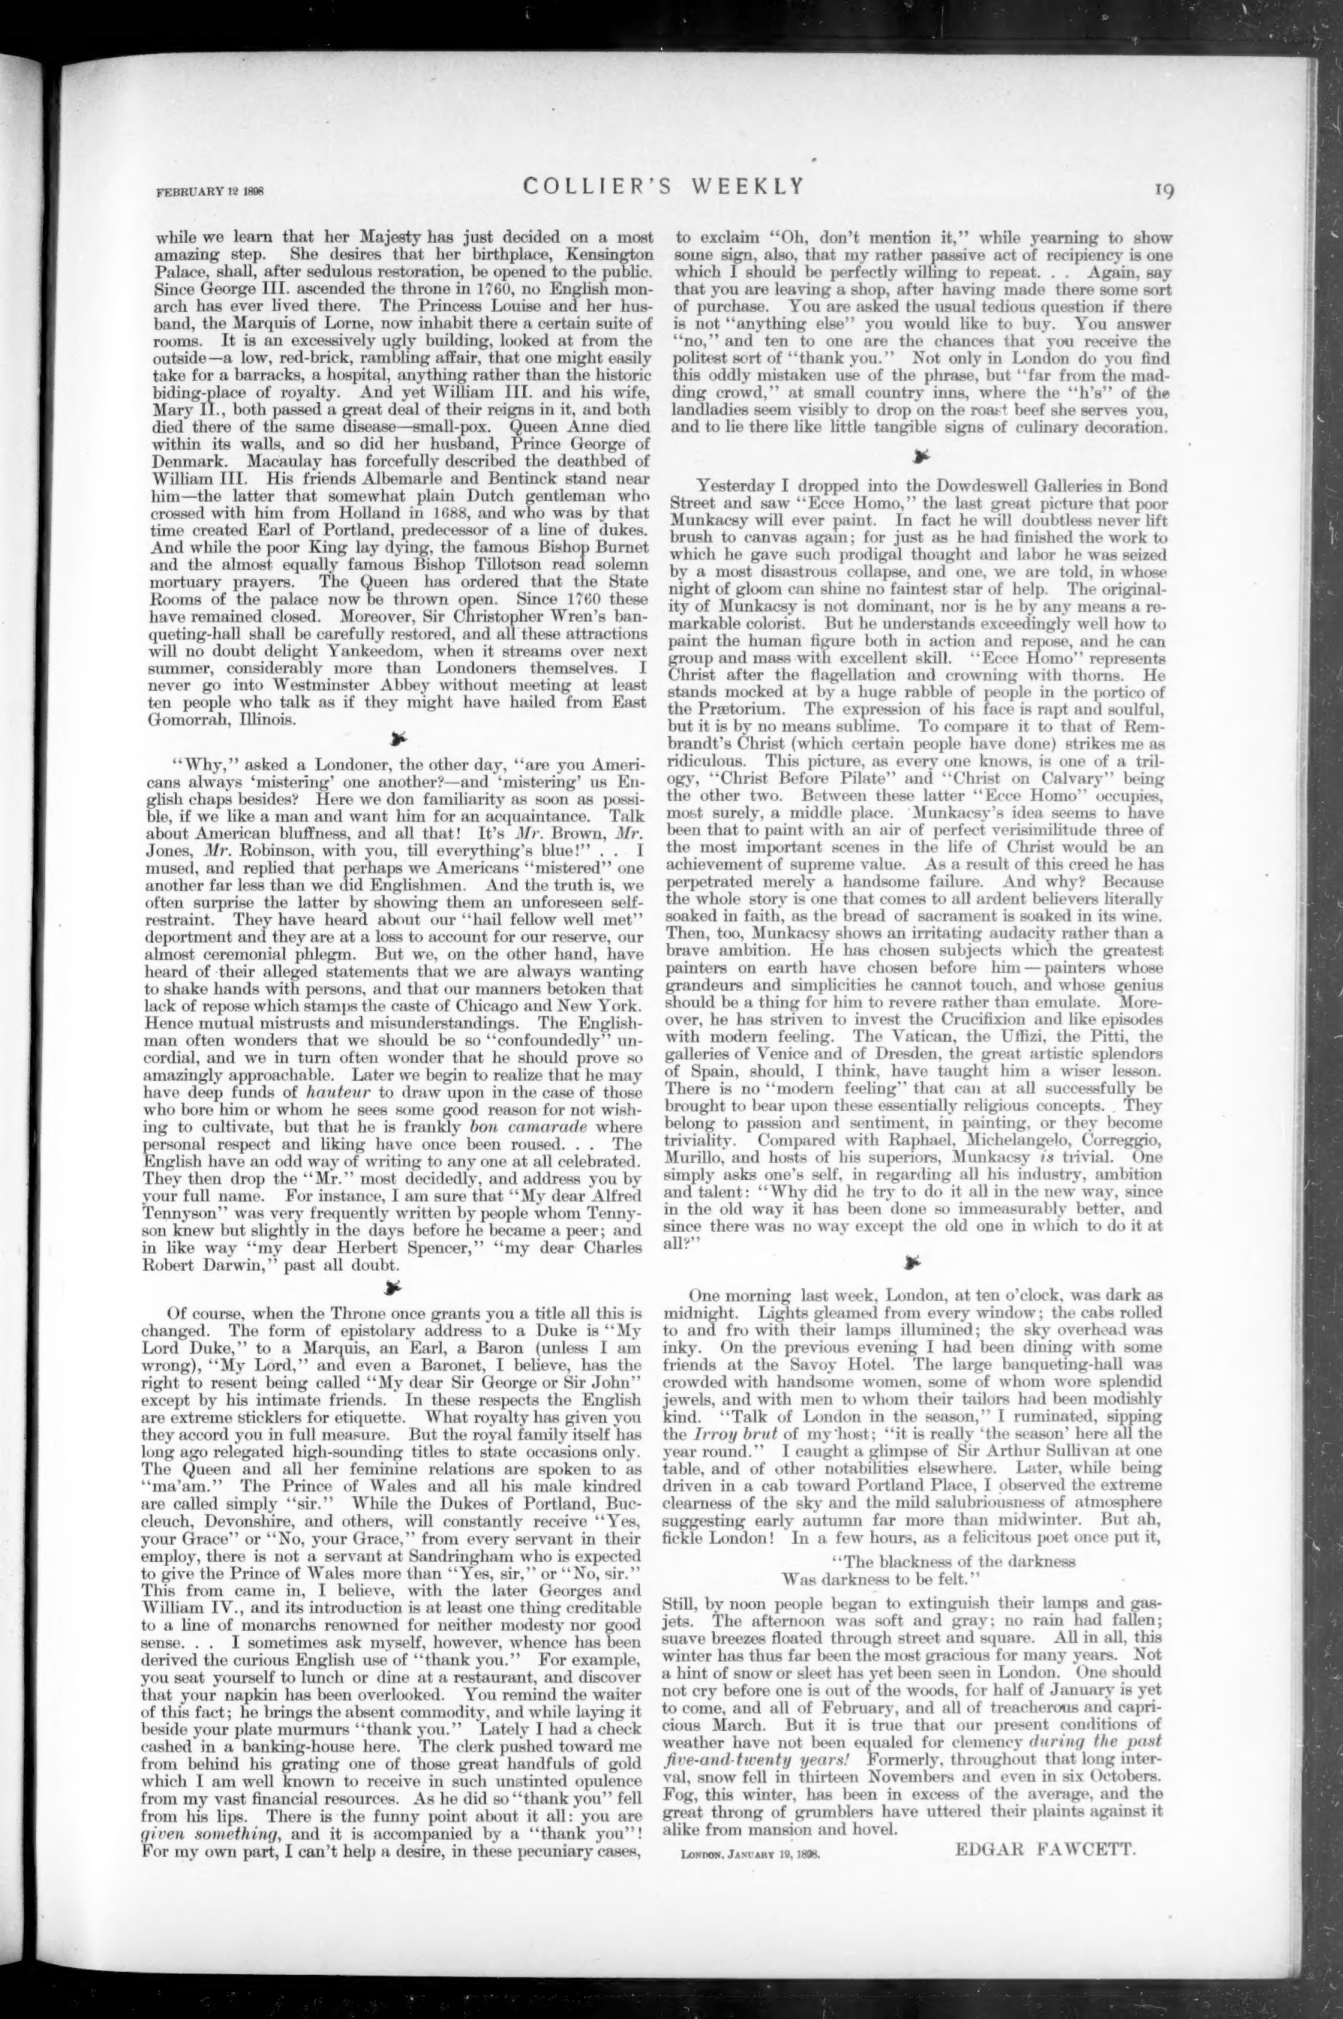 FEBRUARY 12 1898
COLLIER'S WEEKLY
19
while we learn that her Majesty has just decided on a most
amazing step. She desires that her birthplace, Kensington
Palace, shall, after sedulous restoration, be opened to the public.
Since George III. ascended the throne in 1760, no English mon-
arch has ever lived there. The Princess Louise and her hus-
band, the Marquis of Lorne, now inhabit there a certain suite of
rooms. It is an excessively ugly building, looked at from the
outside—a low, red-brick, rambling affair, that one might easily
take for a barracks, a hospital, anything rather than the historic
biding-place of royalty. And yet William III. and his wife,
Mary II., both passed a great deal of their reigns in it, and both
died there of the same disease—small-pox. Queen Anne died
within its walls, and so did her husband, Prince George of
Denmark. Macaulay has forcefully described the deathbed of
William III. His friends Albemarle and Bentinck stand near
him—the latter that somewhat plain Dutch gentleman who
crossed with him from Holland in 1688, and who was by that
time created Earl of Portland, predecessor of a line of dukes.
And while the poor King lay dying, the famous Bishop Burnet
and the almost equally famous Bishop Tillotson read solemn
mortuary prayers. The Queen has ordered that the State
Rooms of the palace now be thrown open. Since 1760 these
have remained closed. Moreover, Sir Christopher Wren's ban-
queting-hall shall be carefully restored, and all these attractions
will no doubt delight Yankeedom, when it streams over next
summer, considerably more than Londoners themselves. I
never go into Westminster Abbey without meeting at least
ten people who talk as if they might have hailed from East
Gomorrah, Illinois.
"Why," asked a Londoner, the other day, "are you Ameri-
cans always 'mistering' one another?—and 'mistering' us En-
glish chaps besides? Here we don familiarity as soon as possi-
ble, if we like a man and want him for an acquaintance. Talk
about American bluffness, and all that! It's Mr. Brown, Mr.
Jones, Mr. Robinson, with you, till everything's blue!" . . I
mused, and replied that perhaps we Americans "mistered" one
another far less than we did Englishmen. And the truth is, we
often surprise the latter by showing them an unforeseen self-
restraint. They have heard about our "hail fellow well met"
deportment and they are at a loss to account for our reserve, our
almost ceremonial phlegm. But we, on the other hand, have
heard of their alleged statements that we are always wanting
to shake hands with persons, and that our manners betoken that
lack of repose which stamps the caste of Chicago and New York.
Hence mutual mistrusts and misunderstandings. The English-
man often wonders that we should be so "confoundedly" un-
cordial, and we in turn often wonder that he should prove so
amazingly approachable. Later we begin to realize that he may
have deep funds of hauteur to draw upon in the case of those
who bore him or whom he sees some good reason for not wish-
ing to cultivate, but that he is frankly bon camarade where
personal respect and liking have once been roused. . . The
English have an odd way of writing to any one at all celebrated.
They then drop the "Mr." most decidedly, and address you by
your full name. For instance, I am sure that "My dear Alfred
Tennyson" was very frequently written by people whom Tenny-
son knew but slightly in the days before he became a peer; and
in like way "my dear Herbert Spencer," "my dear Charles
Robert Darwin," past all doubt.
Of course, when the Throne once grants you a title all this is
changed. The form of epistolary address to a Duke is "My
Lord Duke," to a Marquis, an Earl, a Baron (unless I am
wrong), "My Lord," and even a Baronet, I believe, has the
right to resent being called "My dear Sir George or Sir John"
except by his intimate friends. In these respects the English
are extreme sticklers for etiquette. What royalty has given you
they accord you in full measure. But the royal family itself has
long ago relegated high-sounding titles to state occasions only.
The Queen and all her feminine relations are spoken to as
"ma'am." The Prince of Wales and all his male kindred
are called simply "sir." While the Dukes of Portland, Buc-
cleuch, Devonshire, and others, will constantly receive "Yes,
your Grace" or "No, your Grace," from every servant in their
employ, there is not a servant at Sandringham who is expected
to give the Prince of Wales more than "Yes, sir," or "No, sir."
This from came in, I believe, with the later Georges and
William IV., and its introduction is at least one thing creditable
to a line of monarchs renowned for neither modesty nor good
sense. . . I sometimes ask myself, however, whence has been
derived the curious English use of "thank you." For example,
you seat yourself to lunch or dine at a restaurant, and discover
that your napkin has been overlooked. You remind the waiter
of this fact; he brings the absent commodity, and while laying it
beside your plate murmurs "thank you." Lately I had a check
cashed in a banking-house here. The clerk pushed toward me
from behind his grating one of those great handfuls of gold
which I am well known to receive in such unstinted opulence
from my vast financial resources. As he did so "thank you" fell
from his lips. There is the funny point about it all: you are
given something, and it is accompanied by a "thank you"!
For my own part, I can't help a desire, in these pecuniary cases,
to exclaim "Oh, don't mention it," while yearning to show
some sign, also, that my rather passive act of recipiency is one
which I should be perfectly willing to repeat. . . Again, say
that you are leaving a shop, after having made there some sort
of purchase. You are asked the usual tedious question if there
is not "anything else" you would like to buy. You answer
"no," and ten to one are the chances that you receive the
politest sort of "thank you." Not only in London do you find
this oddly mistaken use of the phrase, but "far from the mad-
ding crowd," at small country inns, where the "h's" of the
landladies seem visibly to drop on the roast beef she serves you,
and to lie there like little tangible signs of culinary decoration.
Yesterday I dropped into the Dowdeswell Galleries in Bond
Street and saw "Ecce Homo," the last great picture that poor
Munkacsy will ever paint. In fact he will doubtless never lift
brush to canvas again; for just as he had finished the work to
which he gave such prodigal thought and labor he was seized
by a most disastrous collapse, and one, we are told, in whose
night of gloom can shine no faintest star of help. The original-
ity of Munkacsy is not dominant, nor is he by any means a re-
markable colorist. But he understands exceedingly well how to
paint the human figure both in action and repose, and he can
group and mass with excellent skill. "Ecce Homo" represents
Christ after the flagellation and crowning with thorns. He
stands mocked at by a huge rabble of people in the portico of
the Prætorium. The expression of his face is rapt and soulful,
but it is by no means sublime. To compare it to that of Rem-
brandt's Christ (which certain people have done) strikes me as
ridiculous. This picture, as every one knows, is one of a tril-
ogy, "Christ Before Pilate" and "Christ on Calvary" being
the other two. Between these latter "Ecce Homo" occupies,
most surely, a middle place. Munkacsy's idea seems to have
been that to paint with an air of perfect verisimilitude three of
the most important scenes in the life of Christ would be an
achievement of supreme value. As a result of this creed he has
perpetrated merely a handsome failure. And why? Because
the whole story is one that comes to all ardent believers literally
soaked in faith, as the bread of sacrament is soaked in its wine.
Then, too, Munkacsy shows an irritating audacity rather than a
brave ambition. He has chosen subjects which the greatest
painters on earth have chosen before him—painters whose
grandeurs and simplicities he cannot touch, and whose genius
should be a thing for him to revere rather than emulate. More-
over, he has striven to invest the Crucifixion and like episodes
with modern feeling. The Vatican, the Uffizi, the Pitti, the
galleries of Venice and of Dresden, the great artistic splendors
of Spain, should, I think, have taught him a wiser lesson.
There is no "modern feeling" that can at all successfully be
brought to bear upon these essentially religious concepts. They
belong to passion and sentiment, in painting, or they become
triviality. Compared with Raphael, Michelangelo, Correggio,
Murillo, and hosts of his superiors, Munkacsy is trivial. One
simply asks one's self, in regarding all his industry, ambition
and talent: "Why did he try to do it all in the new way, since
in the old way it has been done so immeasurably better, and
since there was no way except the old one in which to do it at
all?"
One morning last week, London, at ten o'clock, was dark as
midnight. Lights gleamed from every window; the cabs rolled
to and fro with their lamps illumined; the sky overhead was
inky. On the previous evening I had been dining with some
friends at the Savoy Hotel. The large banqueting-hall was
crowded with handsome women, some of whom wore splendid
jewels, and with men to whom their tailors had been modishly
kind. "Talk of London in the season," I ruminated, sipping
the Irroy brut of my host; "it is really 'the season' here all the
year round." I caught a glimpse of Sir Arthur Sullivan at one
table, and of other notabilities elsewhere. Later, while being
driven in a cab toward Portland Place, I observed the extreme
clearness of the sky and the mild salubriousness of atmosphere
suggesting early autumn far more than midwinter. But ah,
fickle London! In a few hours, as a felicitous poet once put it,
"The blackness of the darkness
Was darkness to be felt."
Still, by noon people began to extinguish their lamps and gas-
jets. The afternoon was soft and gray; no rain had fallen;
suave breezes floated through street and square. All in all, this
winter has thus far been the most gracious for many years. Not
a hint of snow or sleet has yet been seen in London. One should
not cry before one is out of the woods, for half of January is yet
to come, and all of February, and all of treacherous and capri-
cious March. But it is true that our present conditions of
weather have not been equaled for clemency during the past
five-and-twenty years! Formerly, throughout that long inter-
val, snow fell in thirteen Novembers and even in six Octobers.
Fog, this winter, has been in excess of the average, and the
great throng of grumblers have uttered their plaints against it
alike from mansion and hovel.
LONDON, JANUARY 19, 1898.
EDGAR FAWCETT.